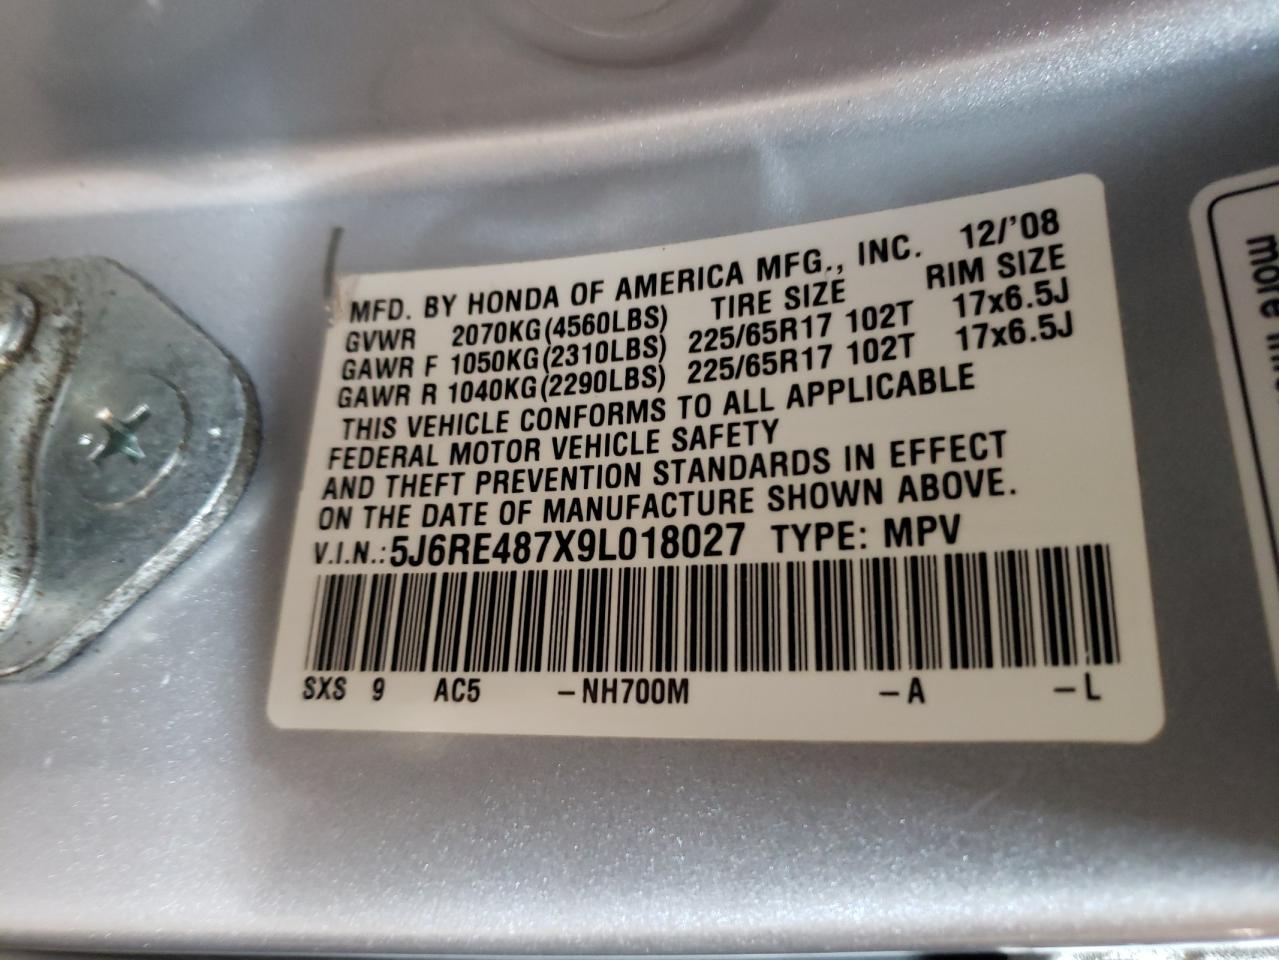 MFD. BY HONDA OF AMERICA MFG., INC. 12/'08
GVWR 2070KG(4560LBS) TIRE SIZE RIM SIZE
GAWR F 1050KG(2310LBS) 225/65R17 102T 17x6.5J
GAWR R 1040KG(2290LBS) 225/65R17 102T 17x6.5J
THIS VEHICLE CONFORMS TO ALL APPLICABLE
FEDERAL MOTOR VEHICLE SAFETY
AND THEFT PREVENTION STANDARDS IN EFFECT
ON THE DATE OF MANUFACTURE SHOWN ABOVE.
V.I.N.: 5J6RE487X9L018027 TYPE: MPV
SXS 9 AC5 -NH700M -A -L
more